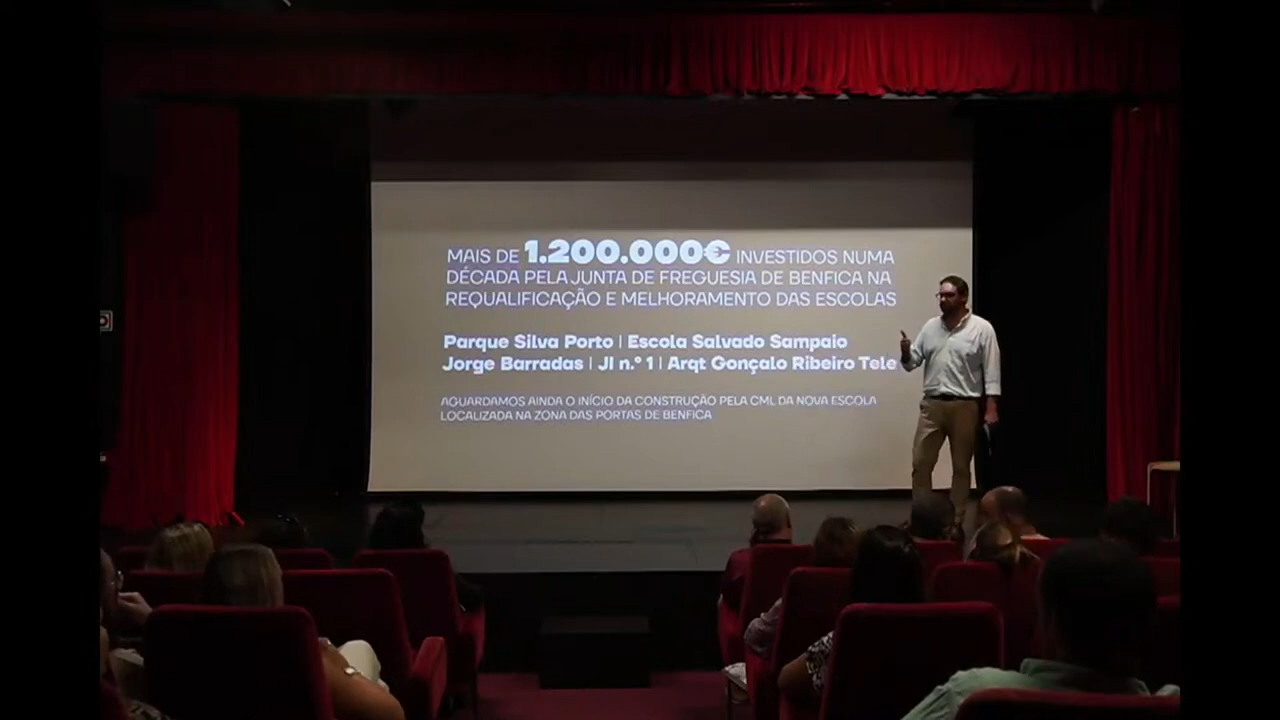 MAIS DE 1.200.000€ INVESTIDOS NUMA
DÉCADA PELA JUNTA DE FREGUESIA DE BENFICA NA
REQUALIFICAÇÃO E MELHORAMENTO DAS ESCOLAS
Parque Silva Porto | Escola Salvado Sampaio
Jorge Barradas | JI n.º 1 | Arqt Gonçalo Ribeiro Tele
AGUARDAMOS AINDA O INÍCIO DA CONSTRUÇÃO PELA CML DA NOVA ESCOLA
LOCALIZADA NA ZONA DAS PORTAS DE BENFICA